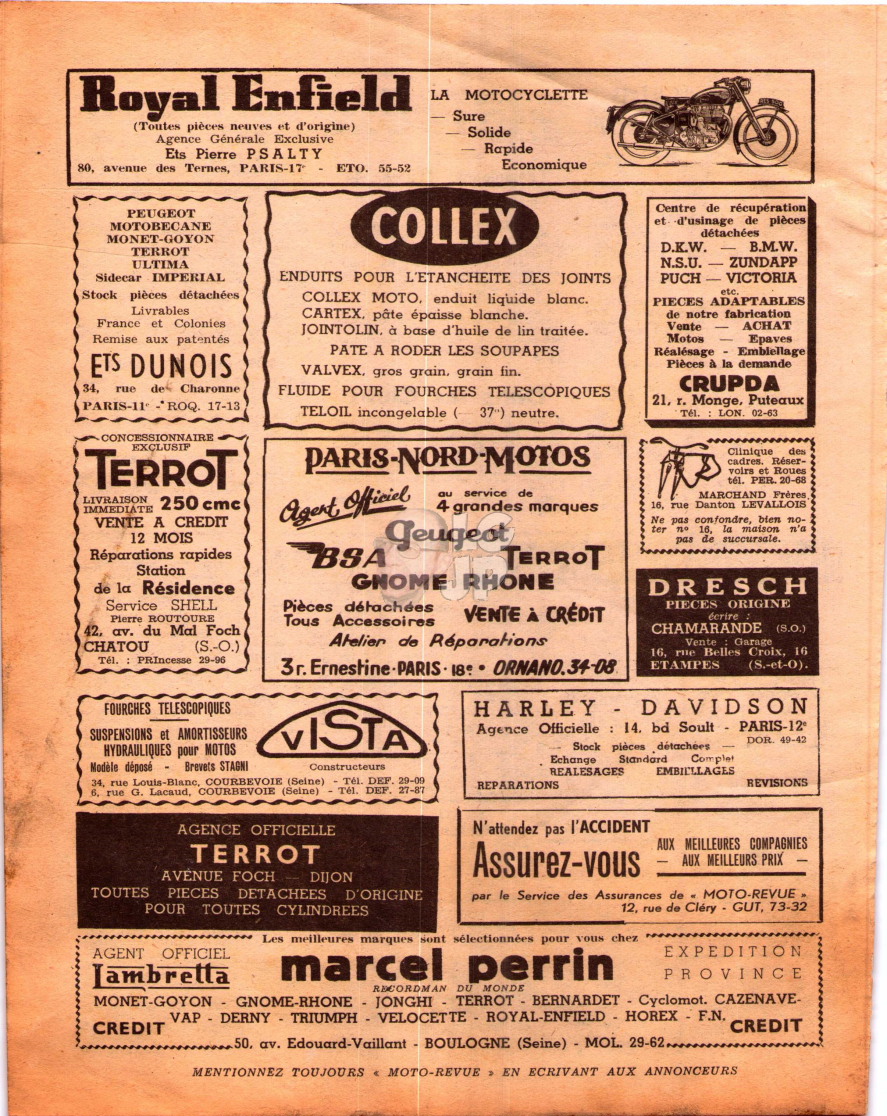 Royal Enfield
(Toutes pièces neuves et d'origine)
Agence Générale Exclusive
Ets Pierre PSALTY
80, avenue des Ternes, PARIS-17e - ETO. 55-52
LA MOTOCYCLETTE
— Sure
— Solide
— Rapide
Economique
PEUGEOT
MOTOBECANE
MONET-GOYON
TERROT
ULTIMA
Sidecar IMPERIAL
Stock pièces détachées
Livrables
France et Colonies
Remise aux patentés
ETS DUNOIS
34, rue de Charonne
PARIS-11e - ROQ. 17-13
COLLEX
ENDUITS POUR L'ETANCHEITE DES JOINTS
COLLEX MOTO, enduit liquide blanc.
CARTEX, pâte épaisse blanche.
JOINTOLIN, à base d'huile de lin traitée.
PATE A RODER LES SOUPAPES
VALVEX, gros grain, grain fin.
FLUIDE POUR FOURCHES TELESCOPIQUES
TELOIL incongelable (— 37°) neutre.
Centre de récupération
et d'usinage de pièces
détachées
D.K.W. — B.M.W.
N.S.U. — ZUNDAPP
PUCH — VICTORIA
etc.
PIECES ADAPTABLES
de notre fabrication
Vente — ACHAT
Motos — Epaves
Réalésage - Embiellage
Pièces à la demande
CRUPDA
21, r. Monge, Puteaux
Tél. : LON. 02-63
CONCESSIONNAIRE
EXCLUSIF
TERROT
LIVRAISON
IMMEDIATE 250 cmc
VENTE A CREDIT
12 MOIS
Réparations rapides
Station
de la Résidence
Service SHELL
Pierre ROUTOURE
42, av. du Mal Foch
CHATOU (S.-O.)
Tél. : PRIncesse 29-96
PARIS-NORD-MOTOS
Agent Officiel
au service de
4 grandes marques
Peugeot
BSA TERROT
GNOME RHONE
Pièces détachées
Tous Accessoires
VENTE à CRÉDIT
Atelier de Réparations
3 r. Ernestine · PARIS · 18e • ORNANO. 34-08
Clinique des
cadres. Réser-
voirs et Roues
tél. PER. 20-68
MARCHAND Frères
16, rue Danton LEVALLOIS
Ne pas confondre, bien no-
ter n° 16, la maison n'a
pas de succursale.
DRESCH
PIECES ORIGINE
écrire :
CHAMARANDE (S.O.)
Vente : Garage
16, rue Belles Croix, 16
ETAMPES (S.-et-O).
FOURCHES TELESCOPIQUES
SUSPENSIONS et AMORTISSEURS
HYDRAULIQUES pour MOTOS
Modèle déposé - Brevets STAGNI
VISTA
Constructeurs
34, rue Louis-Blanc, COURBEVOIE (Seine) - Tél. DEF. 29-09
6, rue G. Lacaud, COURBEVOIE (Seine) - Tél. DEF. 27-87
HARLEY - DAVIDSON
Agence Officielle : 14, bd Soult - PARIS-12e
DOR. 49-42
— Stock pièces détachées —
Echange Standard Complet
REALESAGES EMBIELLAGES
REPARATIONS REVISIONS
AGENCE OFFICIELLE
TERROT
AVENUE FOCH — DIJON
TOUTES PIECES DETACHEES D'ORIGINE
POUR TOUTES CYLINDREES
N'attendez pas l'ACCIDENT
Assurez-vous
AUX MEILLEURES COMPAGNIES
— AUX MEILLEUR PRIX —
par le Service des Assurances de « MOTO-REVUE »
12, rue de Cléry - GUT, 73-32
Les meilleures marques sont sélectionnées pour vous chez
AGENT OFFICIEL
Lambretta
marcel perrin
RECORDMAN DU MONDE
EXPEDITION
PROVINCE
MONET-GOYON - GNOME-RHONE - JONGHI - TERROT - BERNARDET - Cyclomot. CAZENAVE-
VAP - DERNY - TRIUMPH - VELOCETTE - ROYAL-ENFIELD - HOREX - F.N.
CREDIT CREDIT
50, av. Edouard-Vaillant - BOULOGNE (Seine) - MOL. 29-62
MENTIONNEZ TOUJOURS « MOTO-REVUE » EN ECRIVANT AUX ANNONCEURS